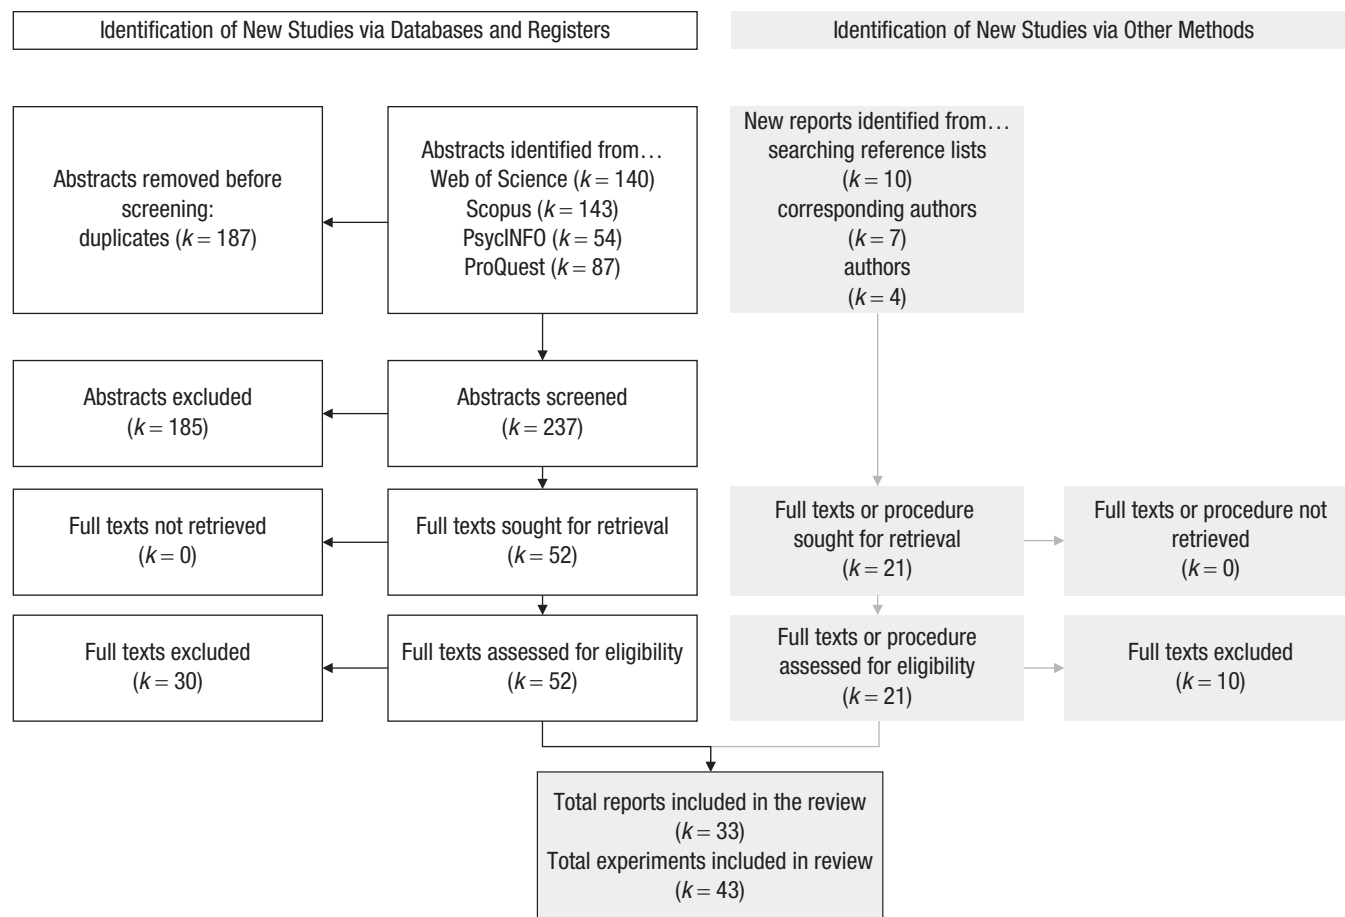 Identification of New Studies via Databases and Registers
Identification of New Studies via Other Methods
Abstracts removed before
screening:
duplicates (k = 187)
Abstracts identified from…
Web of Science (k = 140)
Scopus (k = 143)
PsycINFO (k = 54)
ProQuest (k = 87)
New reports identified from…
searching reference lists
(k = 10)
corresponding authors
(k = 7)
authors
(k = 4)
Abstracts excluded
(k = 185)
Abstracts screened
(k = 237)
Full texts not retrieved
(k = 0)
Full texts sought for retrieval
(k = 52)
Full texts or procedure
sought for retrieval
(k = 21)
Full texts or procedure not
retrieved
(k = 0)
Full texts excluded
(k = 30)
Full texts assessed for eligibility
(k = 52)
Full texts or procedure
assessed for eligibility
(k = 21)
Full texts excluded
(k = 10)
Total reports included in the review
(k = 33)
Total experiments included in review
(k = 43)